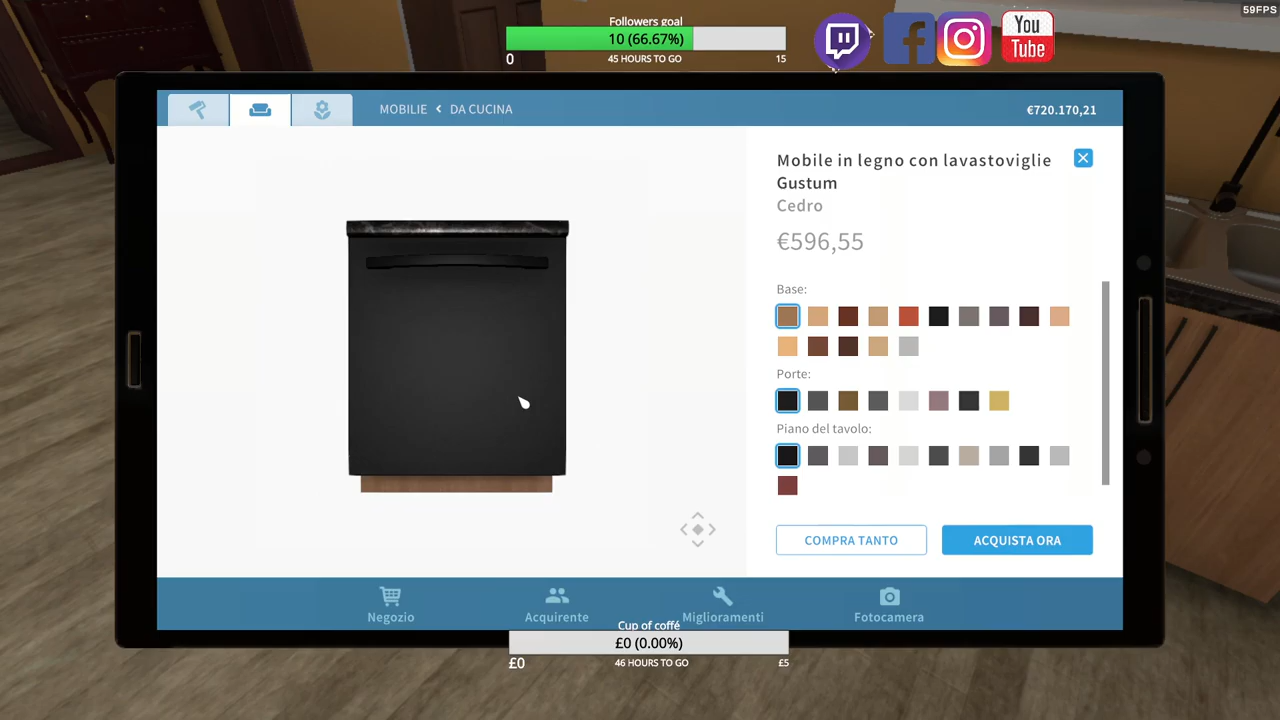 59FPS
Followers goal
10 (66.67%)
0 45 HOURS TO GO 15
You
Tube
MOBILIE < DA CUCINA
€720.170,21
Mobile in legno con lavastoviglie
Gustum
Cedro
€596,55
Base:
Porte:
Piano del tavolo:
COMPRA TANTO
ACQUISTA ORA
Negozio
Acquirente
Miglioramenti
Fotocamera
Cup of coffé
£0 (0.00%)
£0 46 HOURS TO GO £5